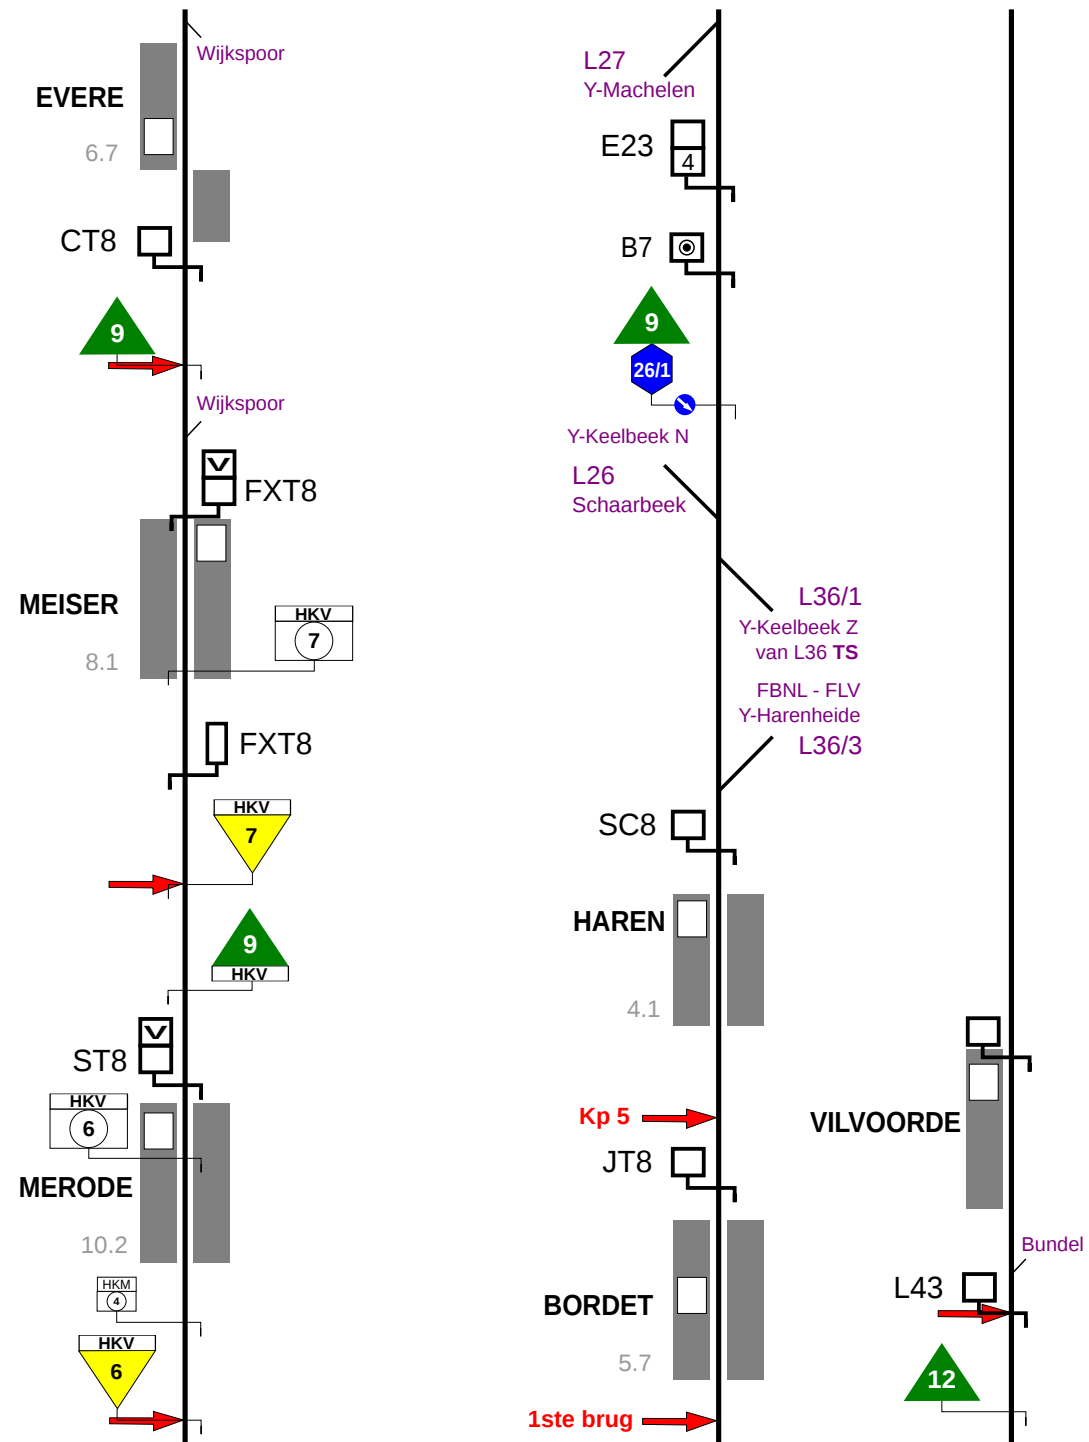 Wijkspoor
EVERE
6.7
CT8
9
Wijkspoor
V
FXT8
MEISER
HKV
7
8.1
FXT8
HKV
7
9
HKV
V
ST8
HKV
6
MERODE
10.2
HKM
4
HKV
6
L27
Y-Machelen
E23
4
B7
9
26/1
Y-Keelbeek N
L26
Schaarbeek
L36/1
Y-Keelbeek Z
van L36 TS
FBNL - FLV
Y-Harenheide
L36/3
SC8
HAREN
4.1
Kp 5
JT8
BORDET
5.7
1ste brug
VILVOORDE
Bundel
L43
12